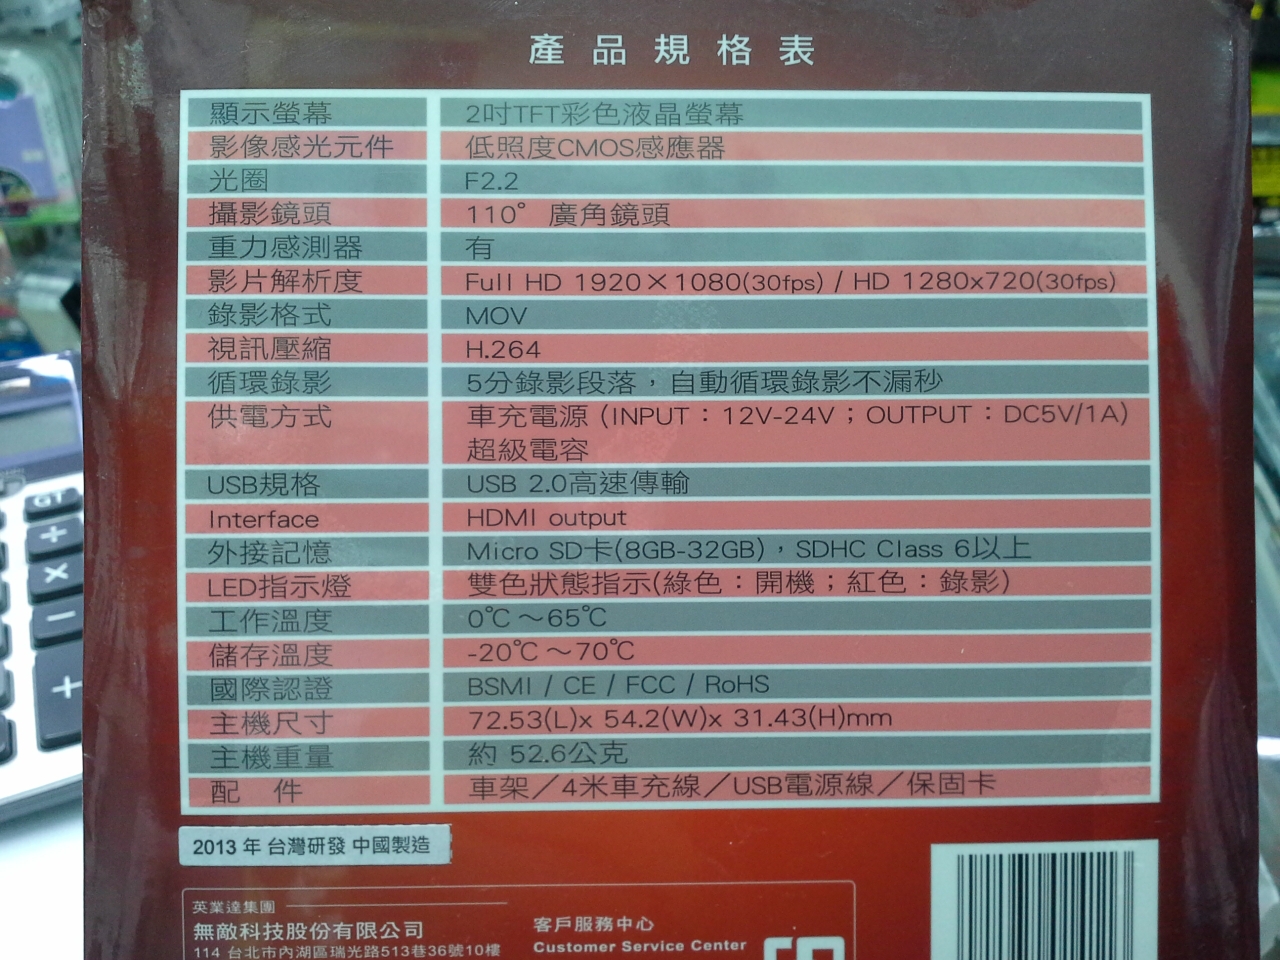 產品規格表
顯示螢幕 2吋TFT彩色液晶螢幕
影像感光元件 低照度CMOS感應器
光圈 F2.2
攝影鏡頭 110° 廣角鏡頭
重力感測器 有
影片解析度 Full HD 1920×1080(30fps) / HD 1280x720(30fps)
錄影格式 MOV
視訊壓縮 H.264
循環錄影 5分錄影段落，自動循環錄影不漏秒
供電方式 車充電源 (INPUT：12V-24V；OUTPUT：DC5V/1A)
超級電容
USB規格 USB 2.0高速傳輸
Interface HDMI output
外接記憶 Micro SD卡(8GB-32GB)，SDHC Class 6以上
LED指示燈 雙色狀態指示(綠色：開機；紅色：錄影)
工作溫度 0℃～65℃
儲存溫度 -20℃～70℃
國際認證 BSMI / CE / FCC / RoHS
主機尺寸 72.53(L)x 54.2(W)x 31.43(H)mm
主機重量 約 52.6公克
配 件 車架／4米車充線／USB電源線／保固卡
2013 年 台灣研發 中國製造
英業達集團
無敵科技股份有限公司
114 台北市內湖區瑞光路513巷36號10樓
客戶服務中心
Customer Service Center
GT
+
×
−
+